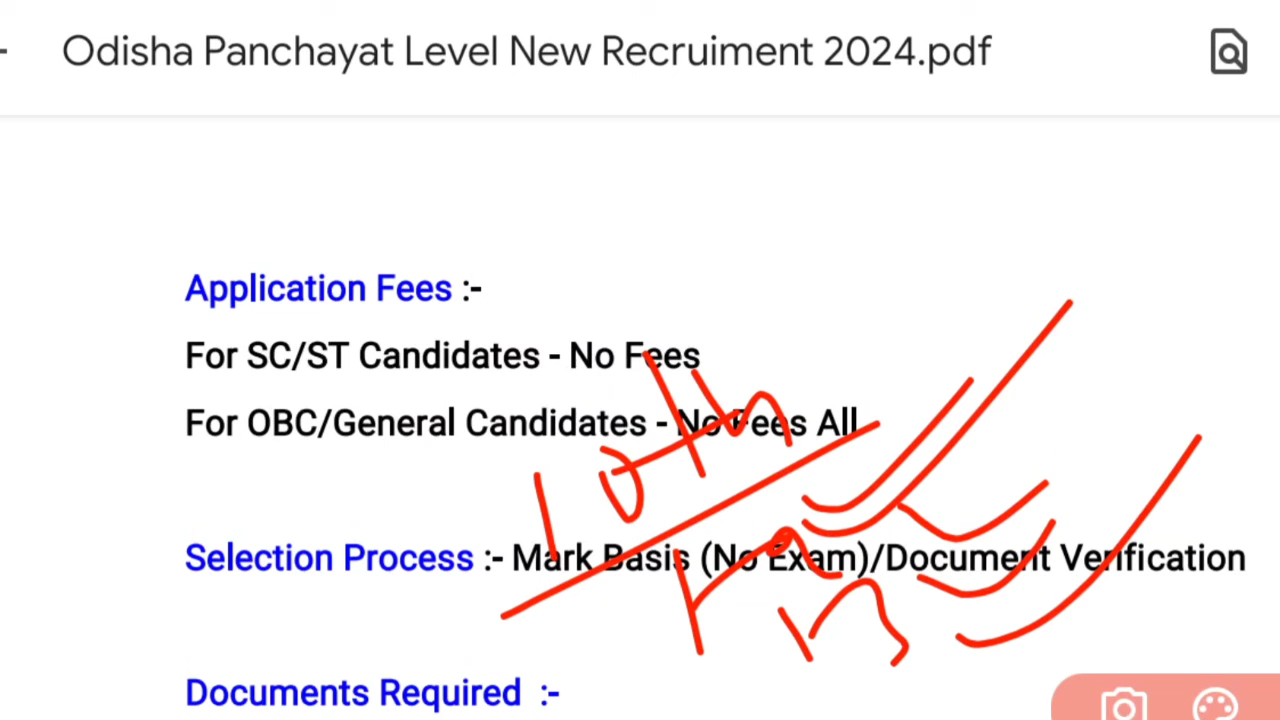 Odisha Panchayat Level New Recruiment 2024.pdf
Application Fees :-
For SC/ST Candidates - No Fees
For OBC/General Candidates - No Fees All
10th
Selection Process :- Mark Basis (No Exam)/Document Verification
Documents Required :-